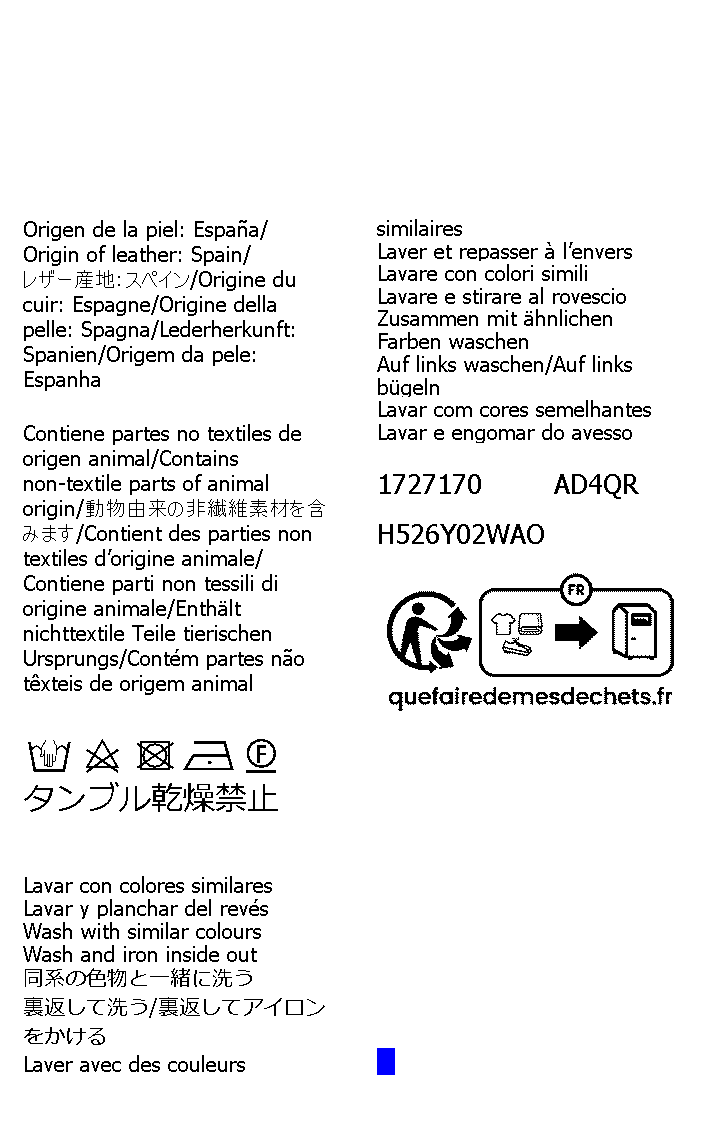 Origen de la piel: España/
Origin of leather: Spain/
レザー産地：スペイン/Origine du
cuir: Espagne/Origine della
pelle: Spagna/Lederherkunft:
Spanien/Origem da pele:
Espanha
Contiene partes no textiles de
origen animal/Contains
non-textile parts of animal
origin/動物由来の非繊維素材を含
みます/Contient des parties non
textiles d'origine animale/
Contiene parti non tessili di
origine animale/Enthält
nichttextile Teile tierischen
Ursprungs/Contém partes não
têxteis de origem animal
F
タンブル乾燥禁止
Lavar con colores similares
Lavar y planchar del revés
Wash with similar colours
Wash and iron inside out
同系の色物と一緒に洗う
裏返して洗う/裏返してアイロン
をかける
Laver avec des couleurs
similaires
Laver et repasser à l'envers
Lavare con colori simili
Lavare e stirare al rovescio
Zusammen mit ähnlichen
Farben waschen
Auf links waschen/Auf links
bügeln
Lavar com cores semelhantes
Lavar e engomar do avesso
1727170 AD4QR
H526Y02WAO
FR
quefairedemesdechets.fr